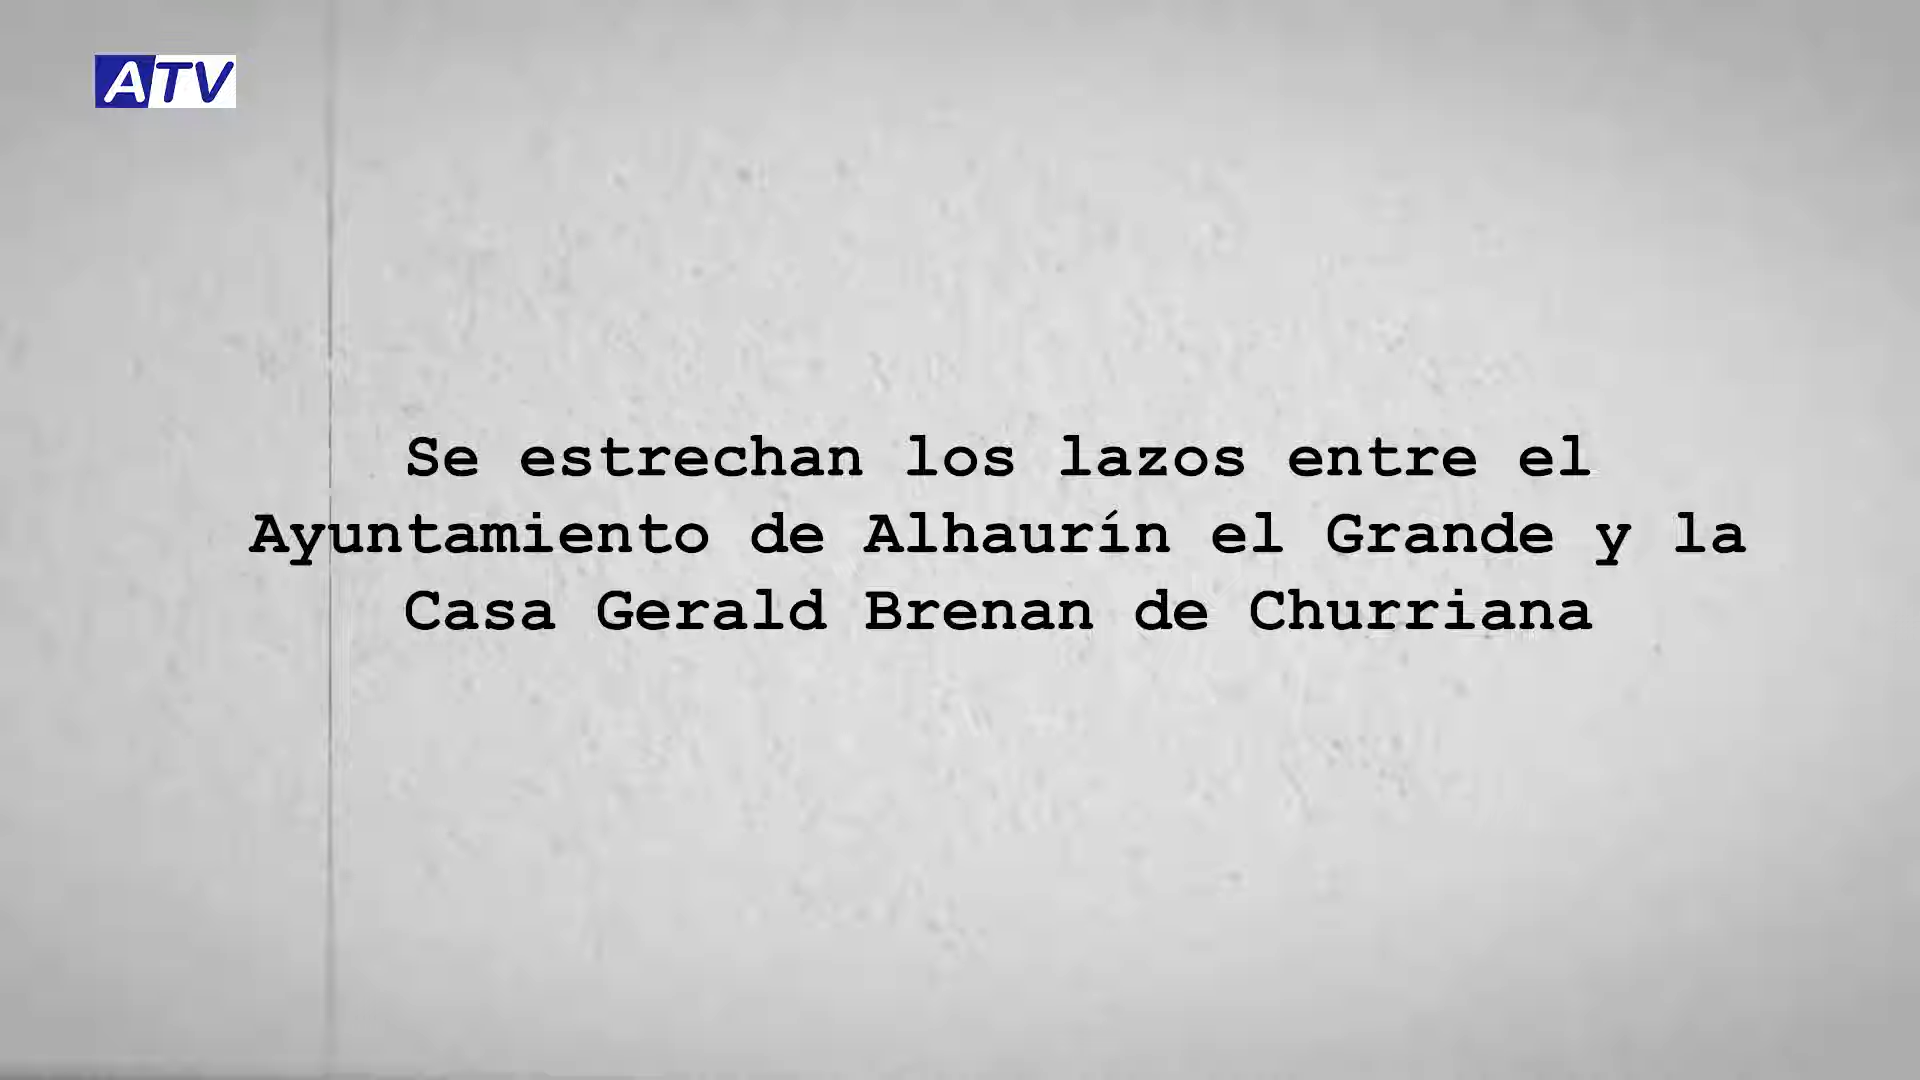 ATV
Se estrechan los lazos entre el
Ayuntamiento de Alhaurín el Grande y la
Casa Gerald Brenan de Churriana